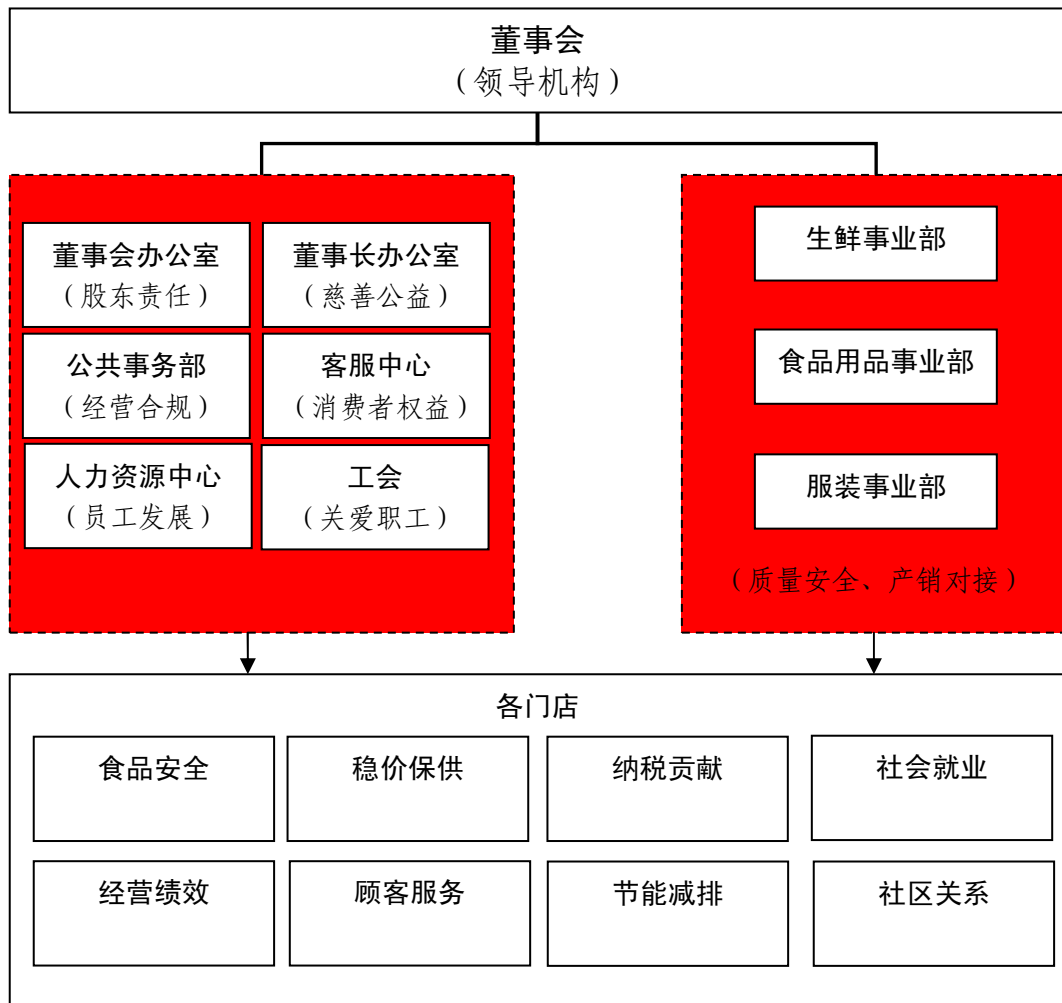 董事会
（领导机构）
董事会办公室
（股东责任）
董事长办公室
（慈善公益）
公共事务部
（经营合规）
客服中心
（消费者权益）
人力资源中心
（员工发展）
工会
（关爱职工）
生鲜事业部
食品用品事业部
服装事业部
（质量安全、产销对接）
各门店
食品安全
稳价保供
纳税贡献
社会就业
经营绩效
顾客服务
节能减排
社区关系